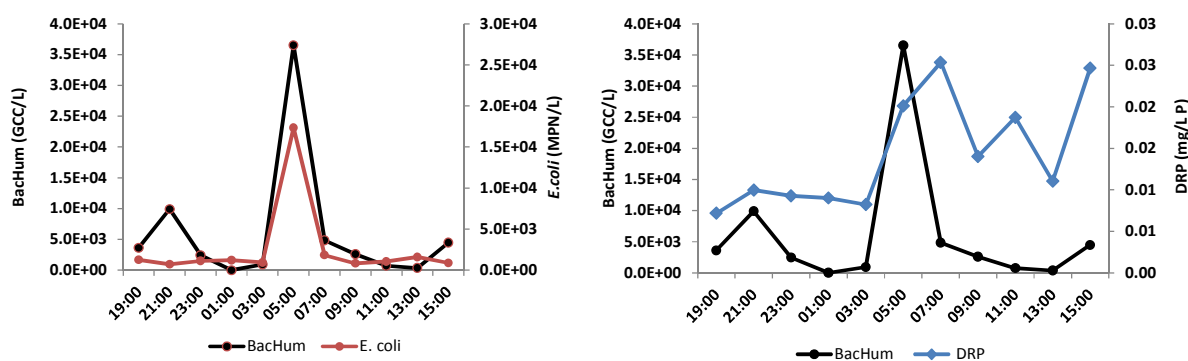 4.0E+04
3.5E+04
3.0E+04
2.5E+04
2.0E+04
1.5E+04
1.0E+04
5.0E+03
0.0E+00
BacHum (GCC/L)
3.0E+04
2.5E+04
2.0E+04
1.5E+04
1.0E+04
5.0E+03
0.0E+00
E.coli (MPN/L)
19:00 21:00 23:00 01:00 03:00 05:00 07:00 09:00 11:00 13:00 15:00
BacHum E. coli
4.0E+04
3.5E+04
3.0E+04
2.5E+04
2.0E+04
1.5E+04
1.0E+04
5.0E+03
0.0E+00
BacHum (GCC/L)
0.03
0.03
0.02
0.02
0.01
0.01
0.00
DRP (mg/L P)
19:00 21:00 23:00 01:00 03:00 05:00 07:00 09:00 11:00 13:00 15:00
BacHum DRP